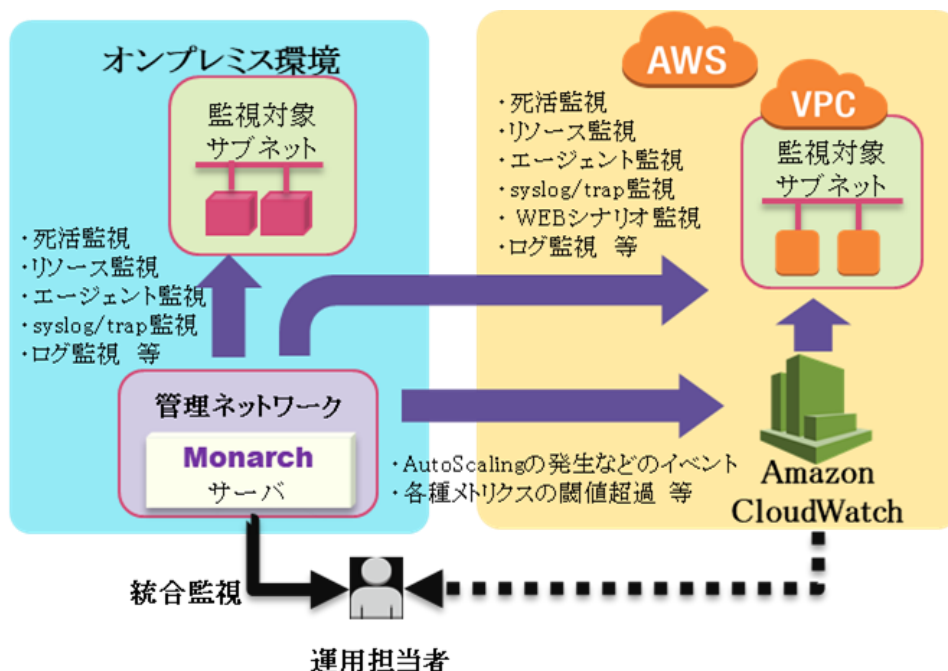 オンプレミス環境
監視対象
サブネット
・死活監視
・リソース監視
・エージェント監視
・syslog/trap監視
・ログ監視 等
管理ネットワーク
Monarch
サーバ
AWS
・死活監視
・リソース監視
・エージェント監視
・syslog/trap監視
・ WEBシナリオ監視
・ログ監視 等
VPC
監視対象
サブネット
・AutoScalingの発生などのイベント
・各種メトリクスの閾値超過 等
Amazon
CloudWatch
統合監視
運用担当者